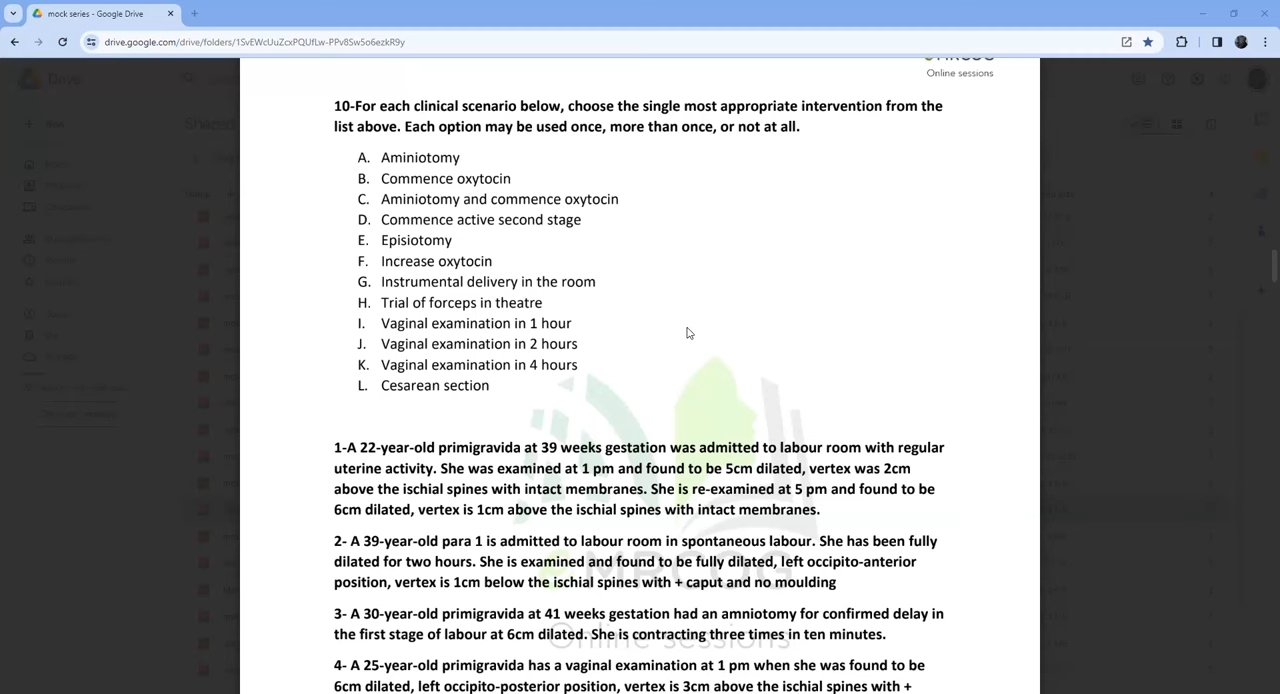 mock series - Google Drive
drive.google.com/drive/folders/1SvEWcUuZcxPQUfLw-PPv8Sw5o6ezkR9y
Drive
Online sessions
10-For each clinical scenario below, choose the single most appropriate intervention from the
list above. Each option may be used once, more than once, or not at all.
A. Aminiotomy
B. Commence oxytocin
C. Aminiotomy and commence oxytocin
D. Commence active second stage
E. Episiotomy
F. Increase oxytocin
G. Instrumental delivery in the room
H. Trial of forceps in theatre
I. Vaginal examination in 1 hour
J. Vaginal examination in 2 hours
K. Vaginal examination in 4 hours
L. Cesarean section
1-A 22-year-old primigravida at 39 weeks gestation was admitted to labour room with regular
uterine activity. She was examined at 1 pm and found to be 5cm dilated, vertex was 2cm
above the ischial spines with intact membranes. She is re-examined at 5 pm and found to be
6cm dilated, vertex is 1cm above the ischial spines with intact membranes.
2- A 39-year-old para 1 is admitted to labour room in spontaneous labour. She has been fully
dilated for two hours. She is examined and found to be fully dilated, left occipito-anterior
position, vertex is 1cm below the ischial spines with + caput and no moulding
3- A 30-year-old primigravida at 41 weeks gestation had an amniotomy for confirmed delay in
the first stage of labour at 6cm dilated. She is contracting three times in ten minutes.
Online sessions
4- A 25-year-old primigravida has a vaginal examination at 1 pm when she was found to be
6cm dilated, left occipito-posterior position, vertex is 3cm above the ischial spines with +